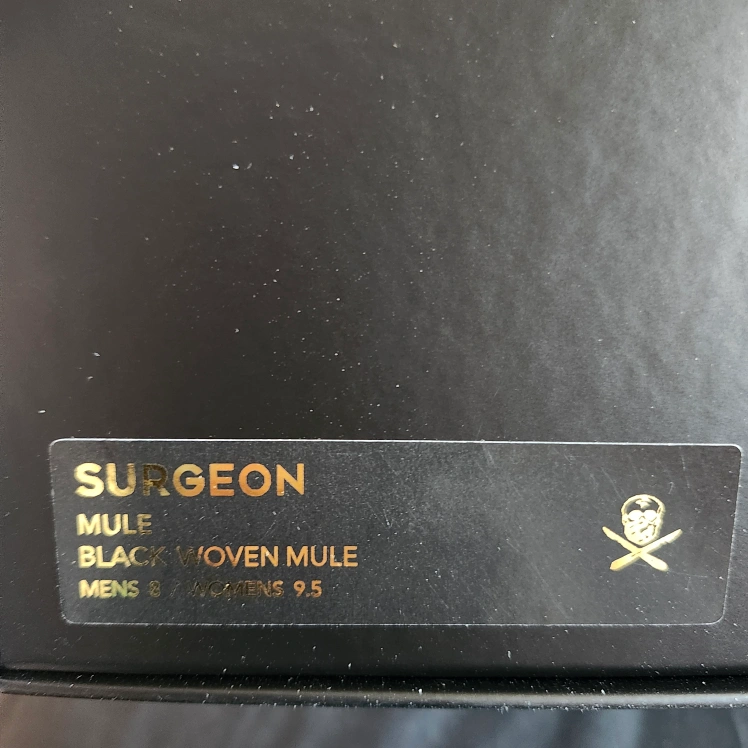 SURGEON
MULE
BLACK WOVEN MULE
MENS 8 / WOMENS 9.5